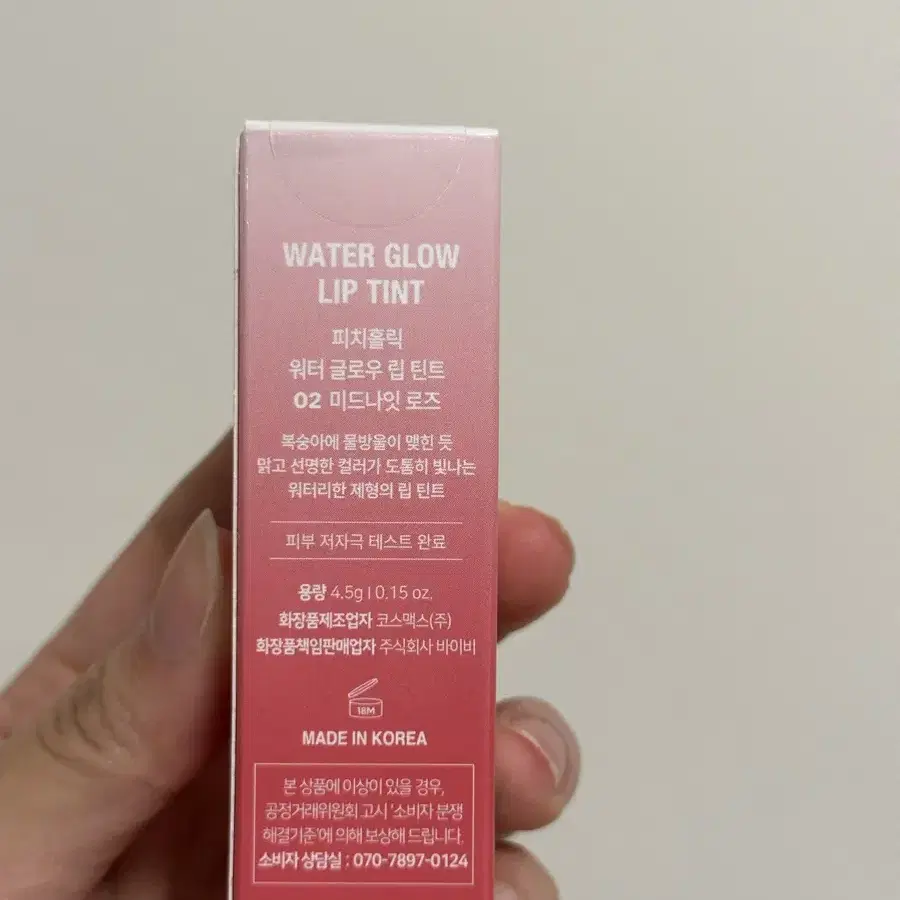 WATER GLOW
LIP TINT
피치홀릭
워터 글로우 립 틴트
02 미드나잇 로즈
복숭아에 물방울이 맺힌 듯
맑고 선명한 컬러가 도톰히 빛나는
워터리한 제형의 립 틴트
피부 저자극 테스트 완료
용량 4.5g l 0.15 oz.
화장품제조업자 코스맥스(주)
화장품책임판매업자 주식회사 바이비
18M
MADE IN KOREA
본 상품에 이상이 있을 경우,
공정거래위원회 고시 '소비자 분쟁
해결기준'에 의해 보상해 드립니다.
소비자 상담실 : 070-7897-0124